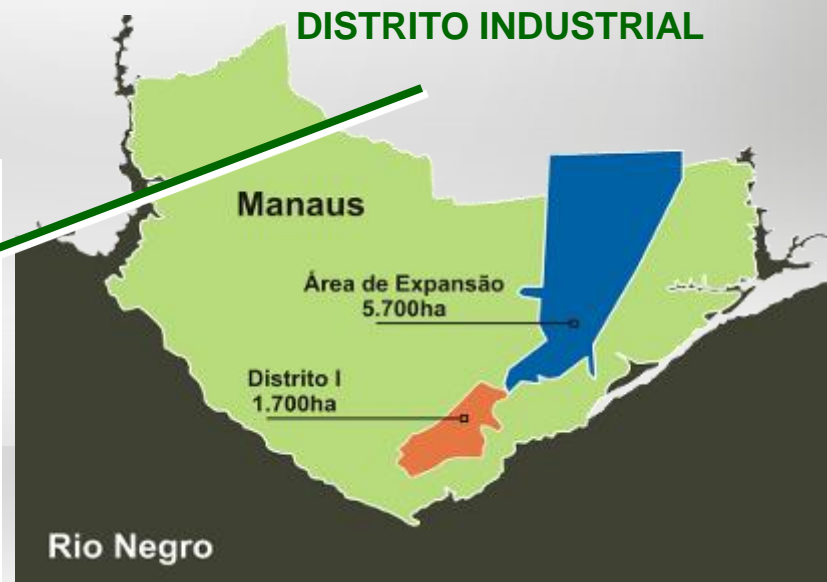 DISTRITO INDUSTRIAL
Manaus
Área de Expansão
5.700ha
Distrito I
1.700ha
Rio Negro